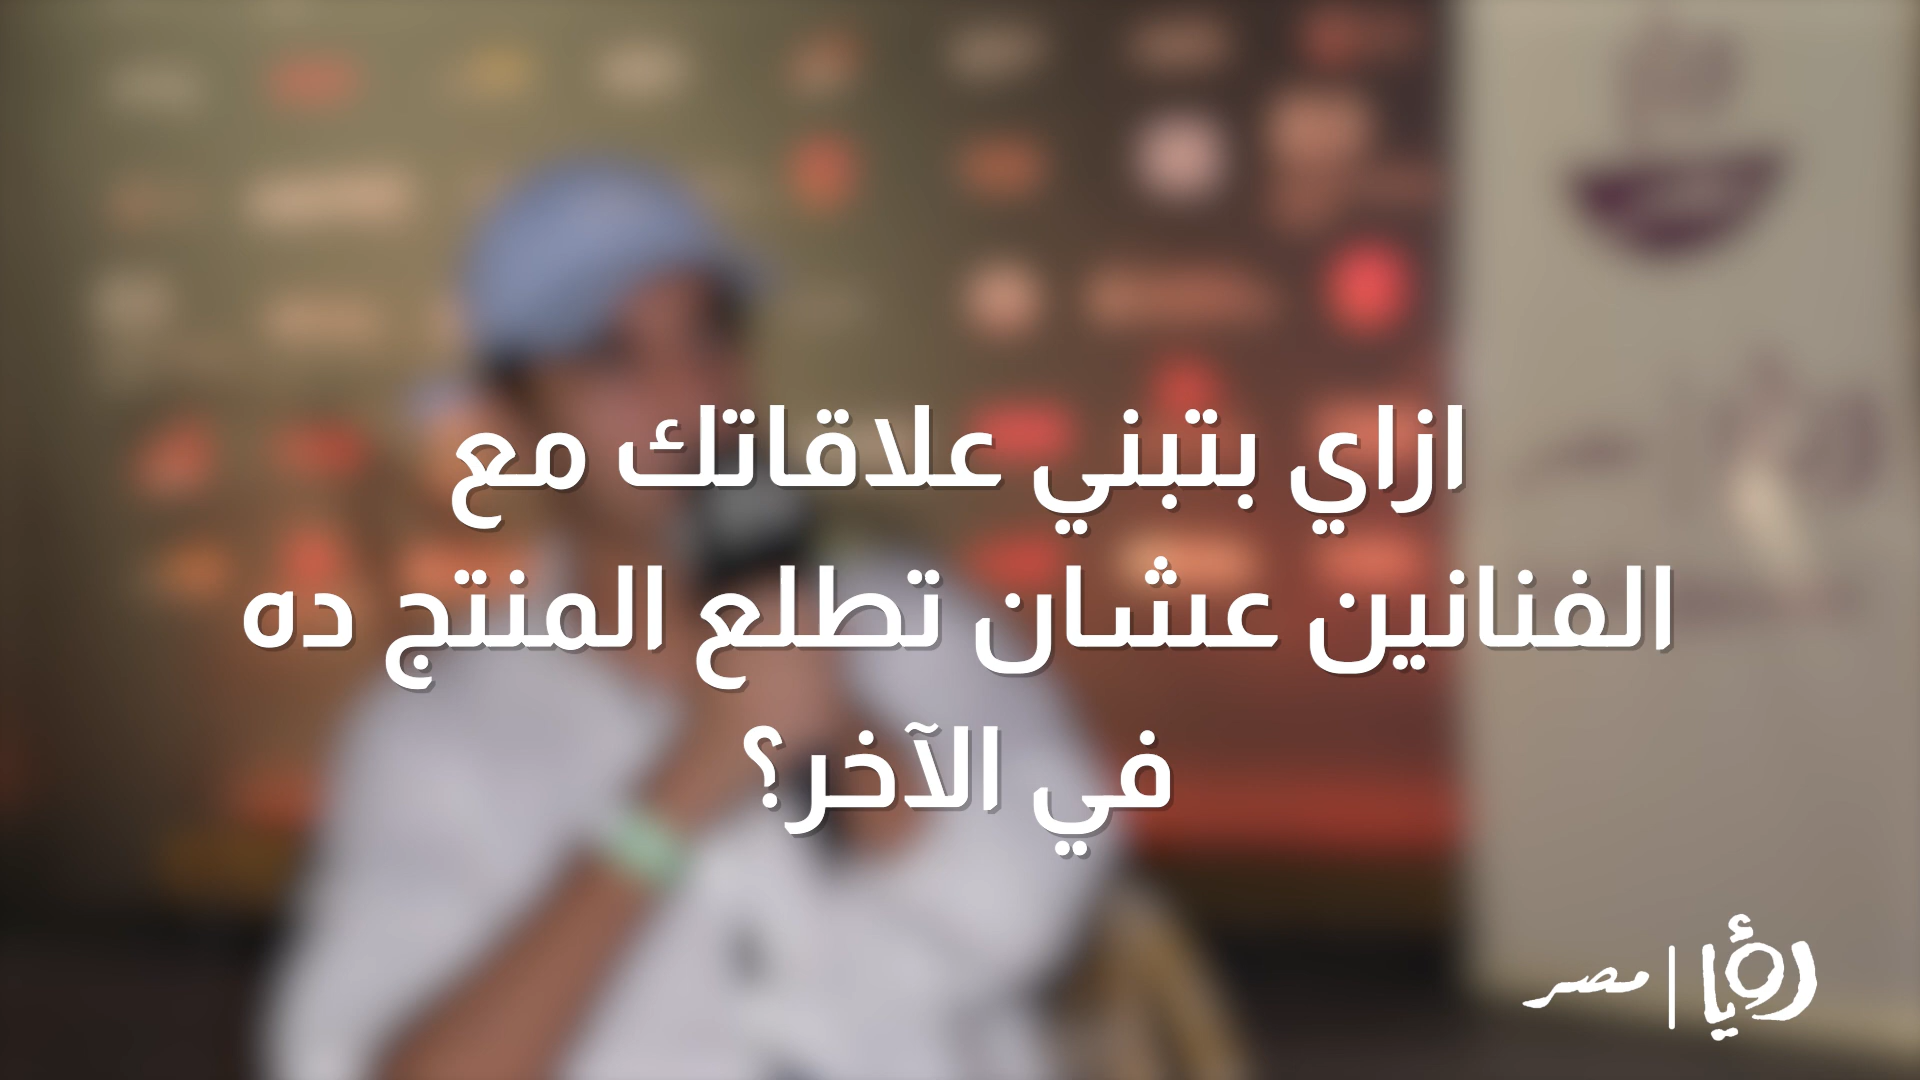 ازاي بتبني علاقاتك مع
الفنانين عشان تطلع المنتج ده
في الآخر؟
رؤيا | مصر